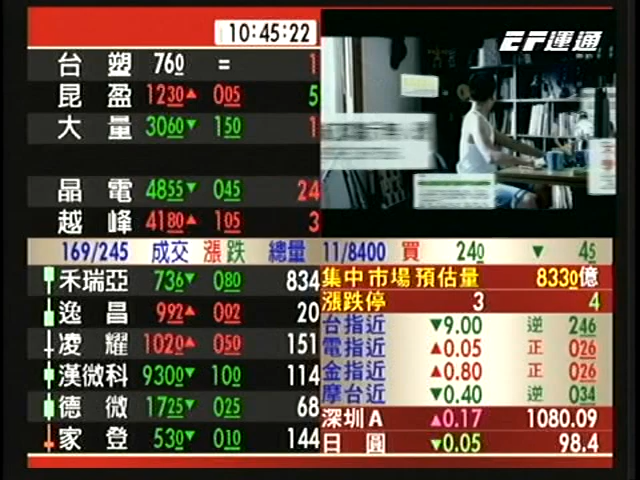 10:45:22
EF運通
台塑 760 = 1
昆盈 1230▲ 005 5
大量 3060▼ 150 1
晶電 4855▼ 045 24
越峰 4180▲ 105 3
169/245 成交 漲跌 總量
禾瑞亞 736▼ 080 834
逸昌 992▲ 002 20
凌耀 1020▲ 050 151
漢微科 9300▼ 100 114
德微 1725▼ 025 68
家登 530▼ 010 144
11/8400 買 240 ▼ 45
集中市場預估量 8330億
漲跌停 3 4
台指近 ▼9.00 逆 246
電指近 ▲0.05 正 026
金指近 ▲0.80 正 026
摩台近 ▼0.40 逆 034
深圳A ▲0.17 1080.09
日圓 ▼0.05 98.4